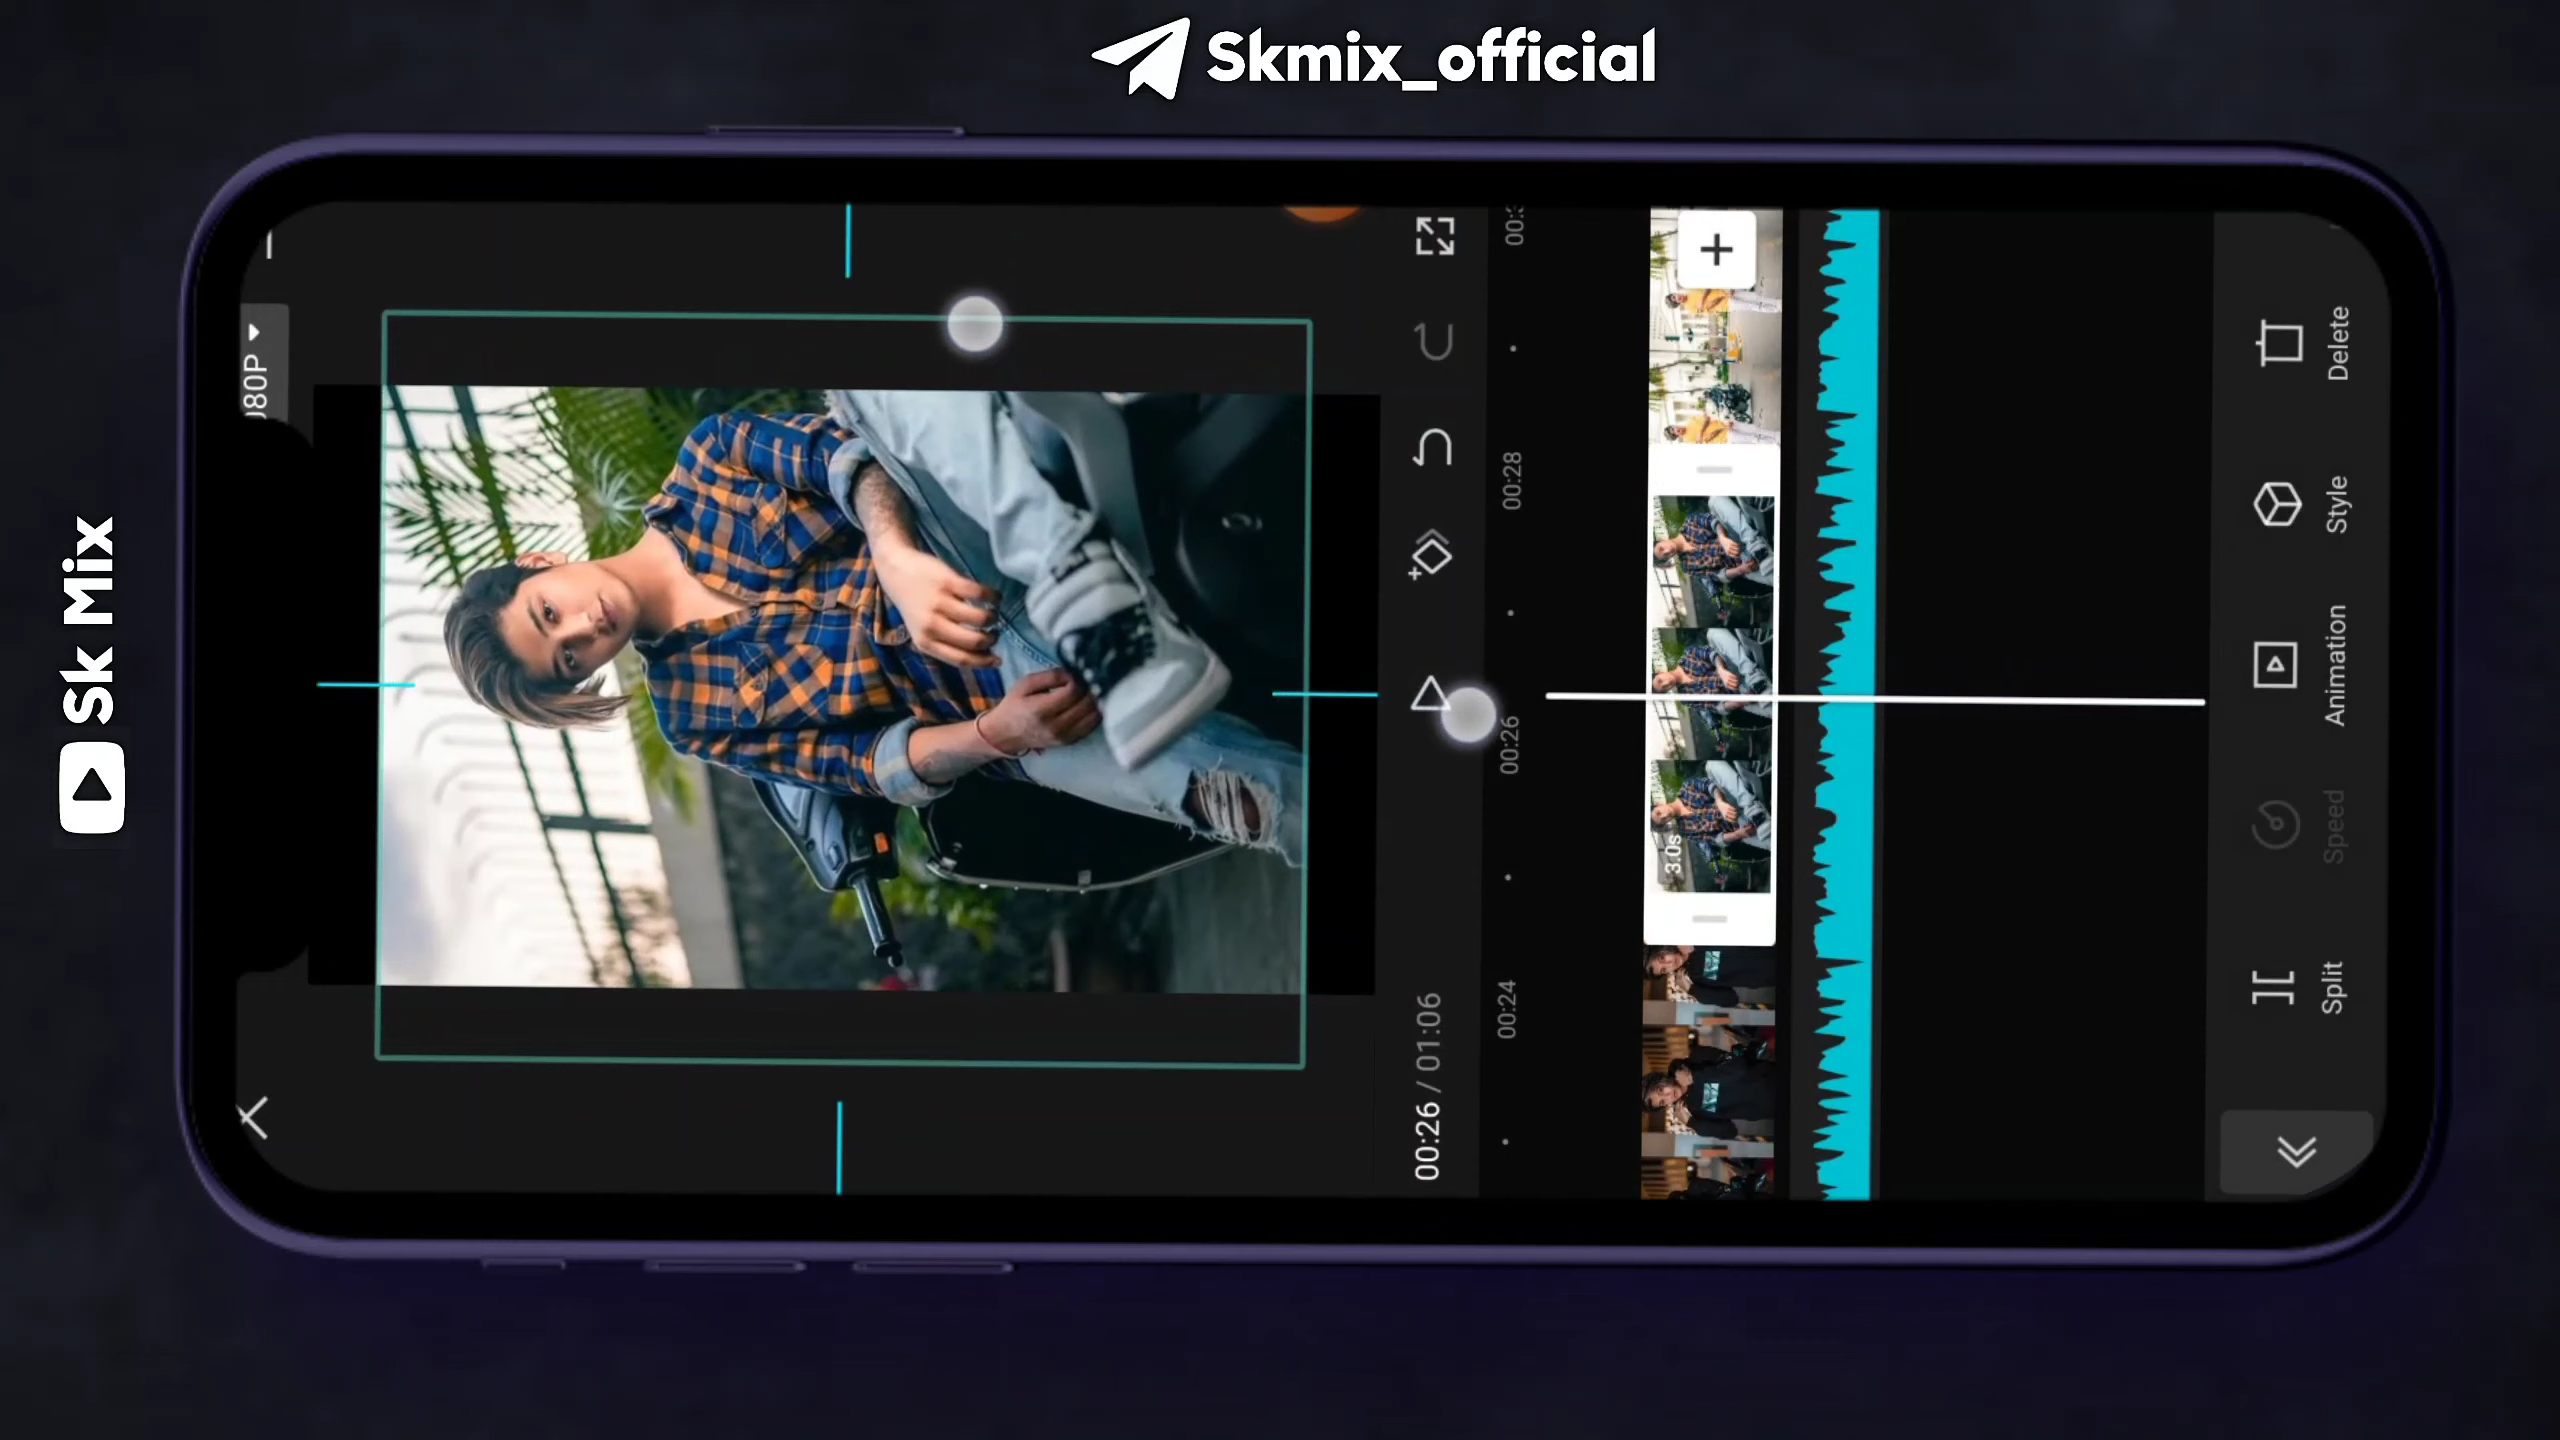 Skmix_official
Sk Mix
1080P
00:26 / 01:06
00:24
00:26
00:28
3.0s
Split
Speed
Animation
Style
Delete